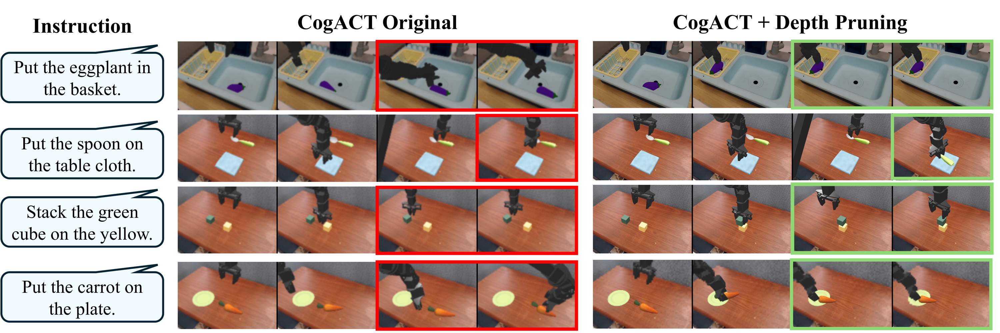 Instruction
CogACT Original
CogACT + Depth Pruning
Put the eggplant in
the basket.
Put the spoon on
the table cloth.
Stack the green
cube on the yellow.
Put the carrot on
the plate.